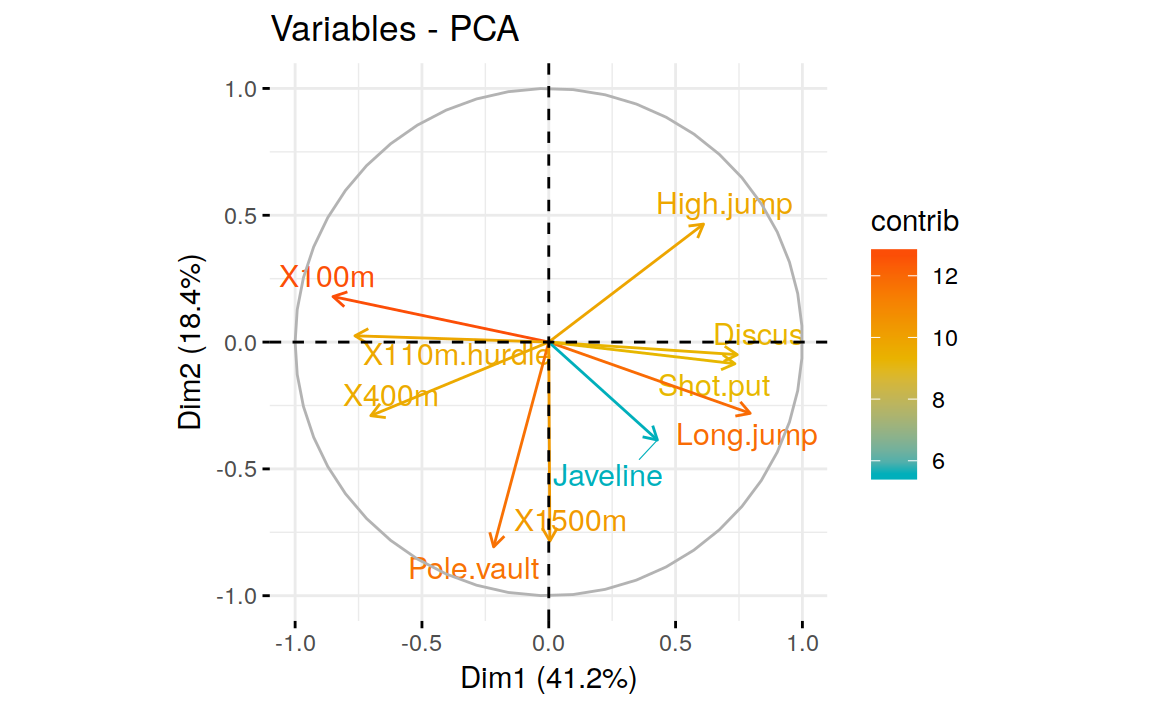 Variables - PCA
1.0
0.5
0.0
-0.5
-1.0
Dim2 (18.4%)
High.jump
X100m
Discus
X110m.hurdle
Shot.put
X400m
Long.jump
Javeline
X1500m
Pole.vault
-1.0 -0.5 0.0 0.5 1.0
Dim1 (41.2%)
contrib
12
10
8
6